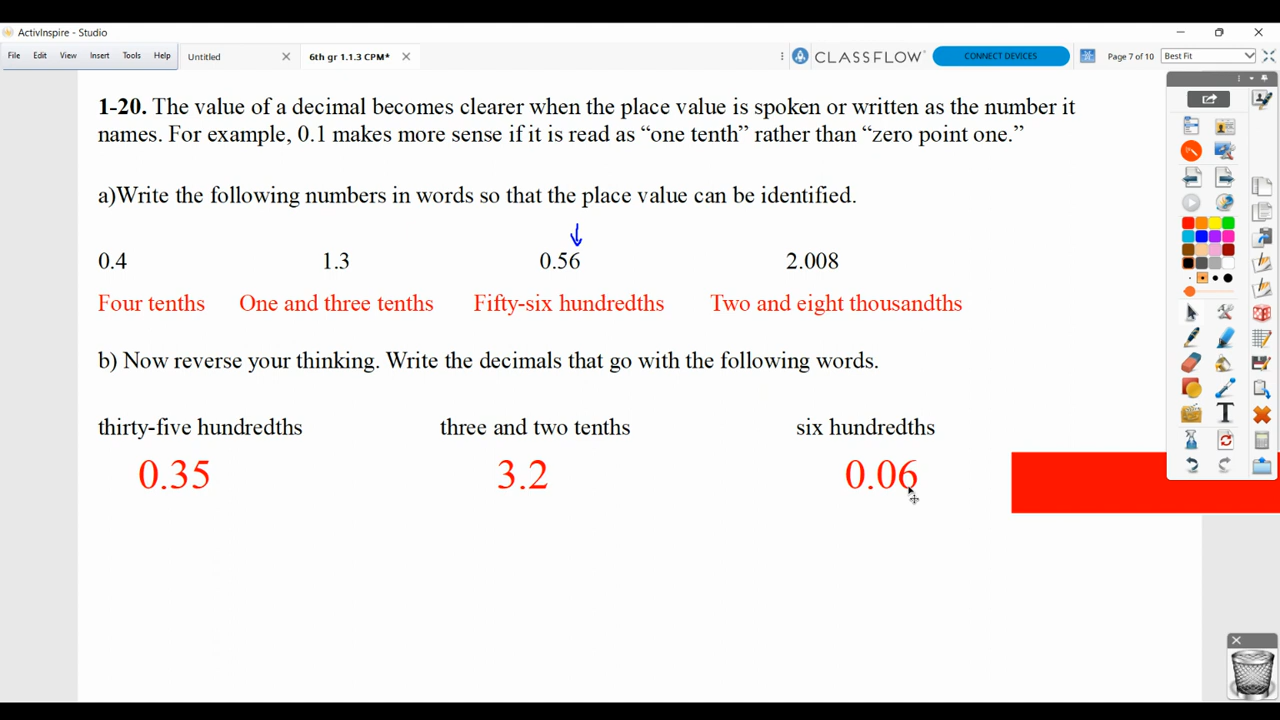 ActivInspire - Studio
File Edit View Insert Tools Help
Untitled
6th gr 1.1.3 CPM*
CLASSFLOW
CONNECT DEVICES
Page 7 of 10
Best Fit
1-20. The value of a decimal becomes clearer when the place value is spoken or written as the number it
names. For example, 0.1 makes more sense if it is read as “one tenth” rather than “zero point one.”
a)Write the following numbers in words so that the place value can be identified.
0.4 1.3 0.56 2.008
Four tenths One and three tenths Fifty-six hundredths Two and eight thousandths
b) Now reverse your thinking. Write the decimals that go with the following words.
thirty-five hundredths three and two tenths six hundredths
0.35 3.2 0.06